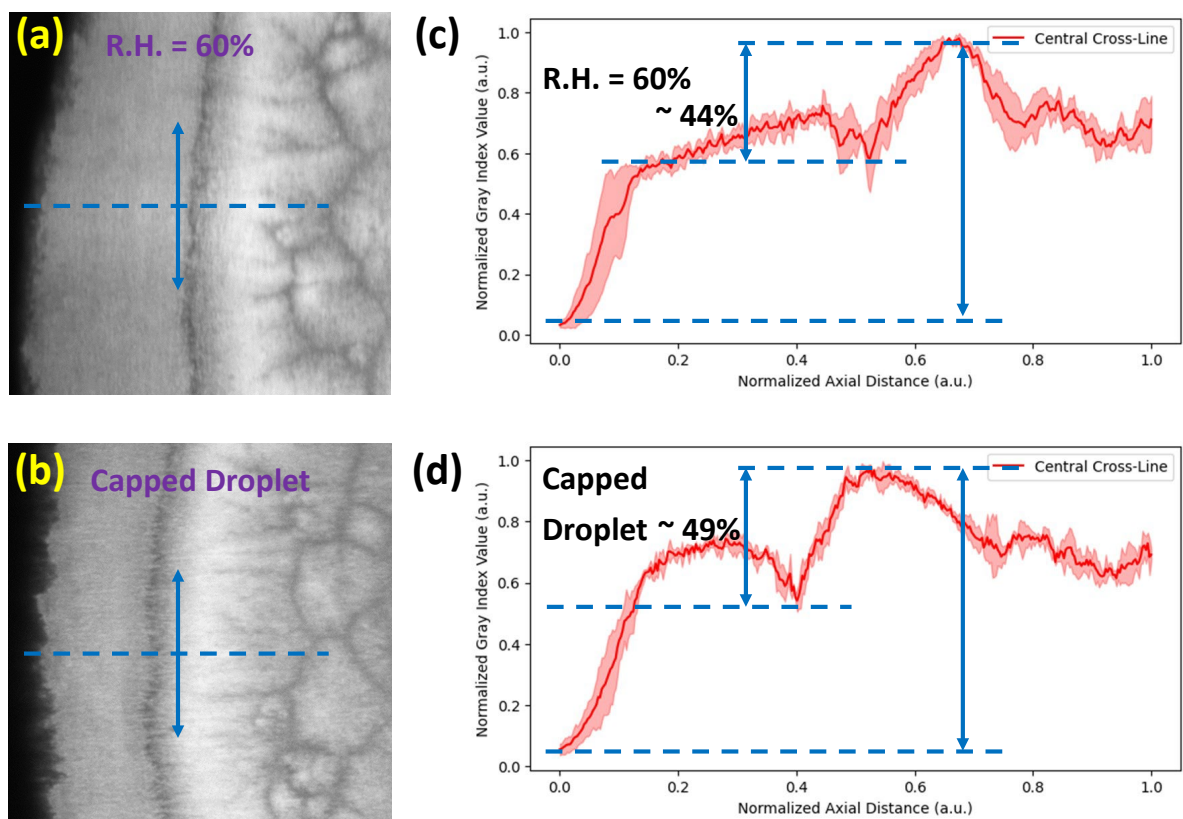 (a)
R.H. = 60%
(c)
Normalized Gray Index Value (a.u.)
1.0
0.8
0.6
0.4
0.2
0.0
R.H. = 60%
~ 44%
Central Cross-Line
0.0 0.2 0.4 0.6 0.8 1.0
Normalized Axial Distance (a.u.)
(b)
Capped Droplet
(d)
Normalized Gray Index Value (a.u.)
1.0
0.8
0.6
0.4
0.2
0.0
Capped
Droplet ~ 49%
Central Cross-Line
0.0 0.2 0.4 0.6 0.8 1.0
Normalized Axial Distance (a.u.)